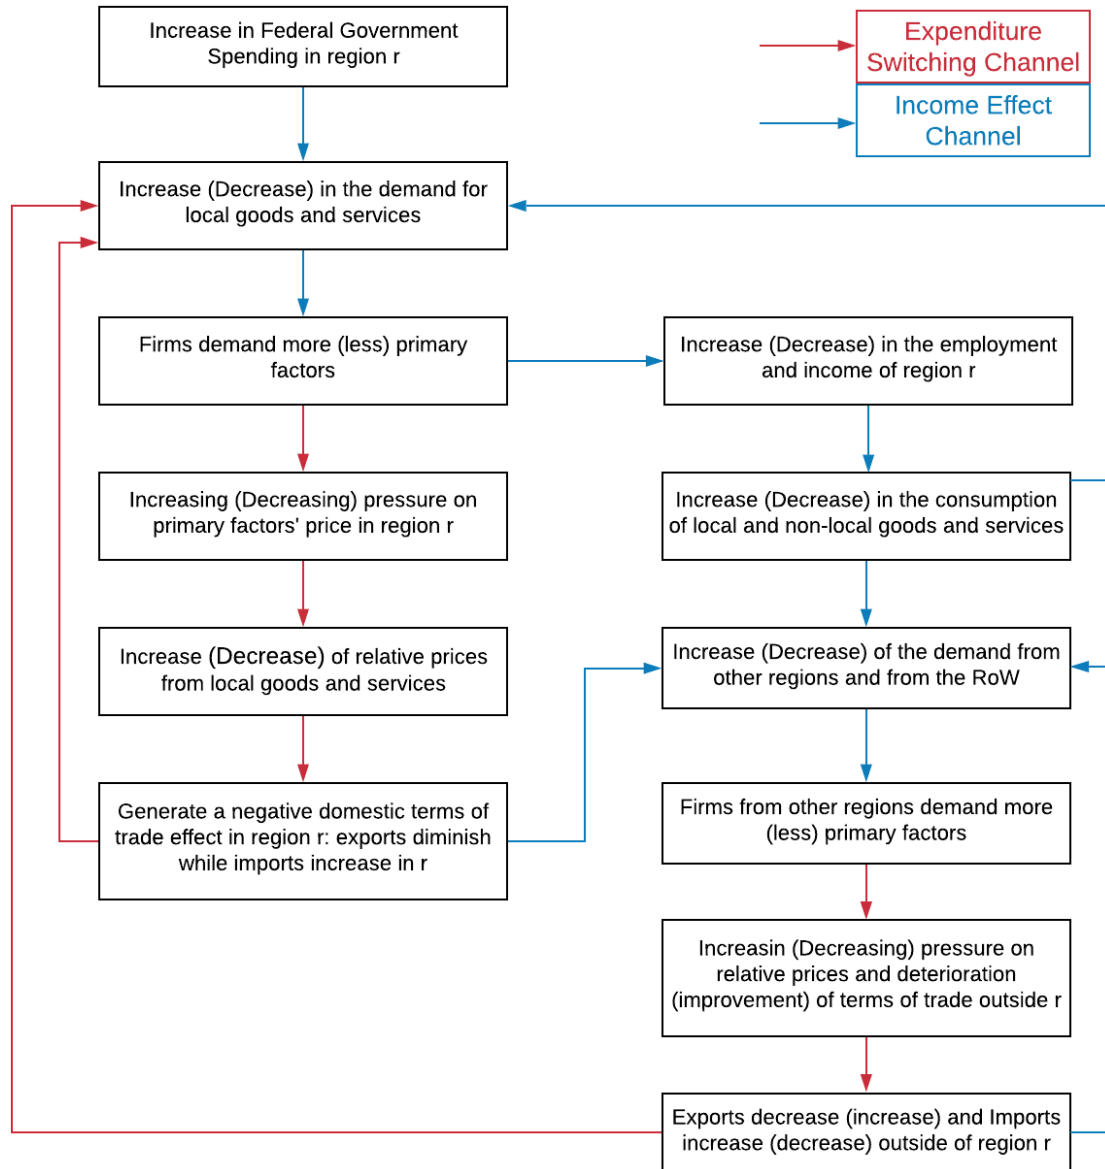 Increase in Federal Government
Spending in region r
Expenditure
Switching Channel
Income Effect
Channel
Increase (Decrease) in the demand for
local goods and services
Firms demand more (less) primary
factors
Increase (Decrease) in the employment
and income of region r
Increasing (Decreasing) pressure on
primary factors' price in region r
Increase (Decrease) in the consumption
of local and non-local goods and services
Increase (Decrease) of relative prices
from local goods and services
Increase (Decrease) of the demand from
other regions and from the RoW
Generate a negative domestic terms of
trade effect in region r: exports diminish
while imports increase in r
Firms from other regions demand more
(less) primary factors
Increasin (Decreasing) pressure on
relative prices and deterioration
(improvement) of terms of trade outside r
Exports decrease (increase) and Imports
increase (decrease) outside of region r